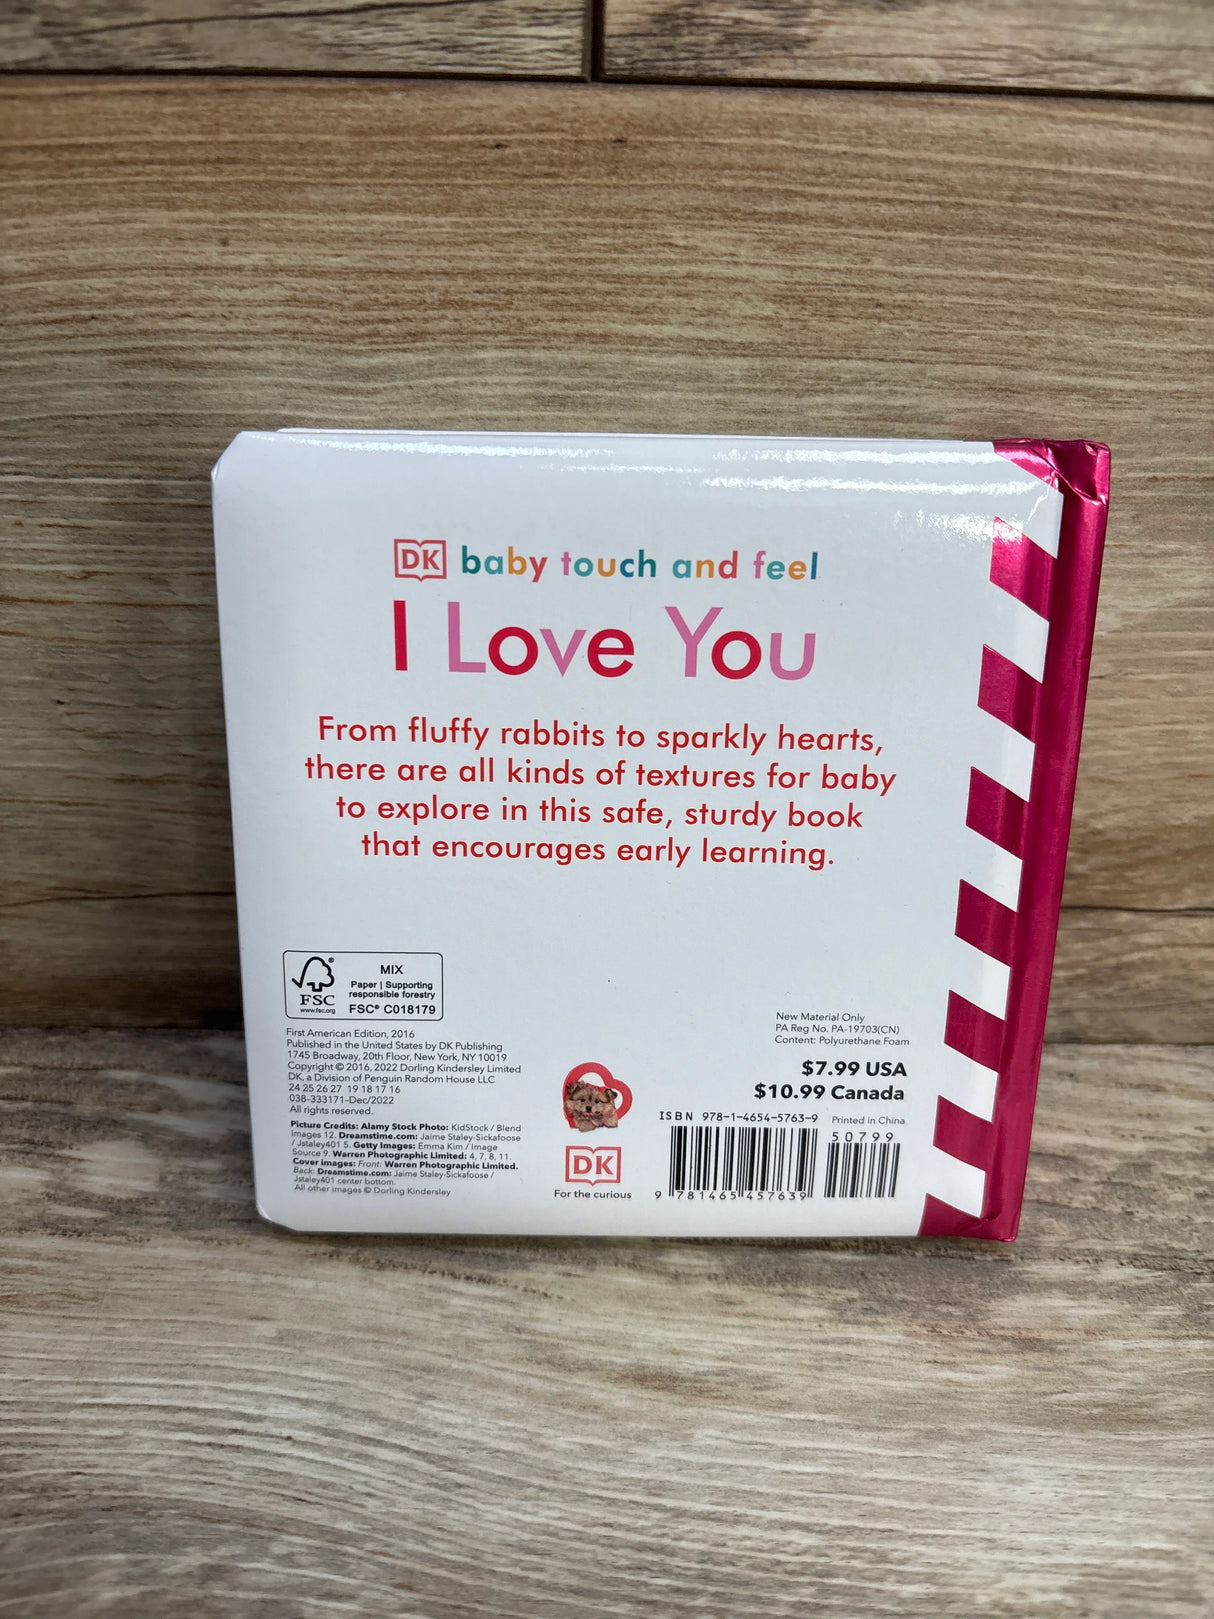 DK baby touch and feel
I Love You
From fluffy rabbits to sparkly hearts,
there are all kinds of textures for baby
to explore in this safe, sturdy book
that encourages early learning.
FSC®
www.fsc.org
MIX
Paper | Supporting
responsible forestry
FSC® C018179
First American Edition, 2016
Published in the United States by DK Publishing
1745 Broadway, 20th Floor, New York, NY 10019
Copyright © 2016, 2022 Dorling Kindersley Limited
DK, a Division of Penguin Random House LLC
24 25 26 27 19 18 17 16
038-333171-Dec/2022
All rights reserved.
Picture Credits: Alamy Stock Photo: KidStock / Blend
Images 12. Dreamstime.com: Jaime Staley-Sickafoose
/ Jstaley401 5. Getty Images: Emma Kim / Image
Source 9. Warren Photographic Limited: 4, 7, 8, 11.
Cover images: Front: Warren Photographic Limited.
Back: Dreamstime.com: Jaime Staley-Sickafoose /
Jstaley401 center bottom.
All other images © Dorling Kindersley
DK
For the curious
New Material Only
PA Reg No. PA-19703(CN)
Content: Polyurethane Foam
$7.99 USA
$10.99 Canada
ISBN 978-1-4654-5763-9
Printed in China
50799
9 781465 457639